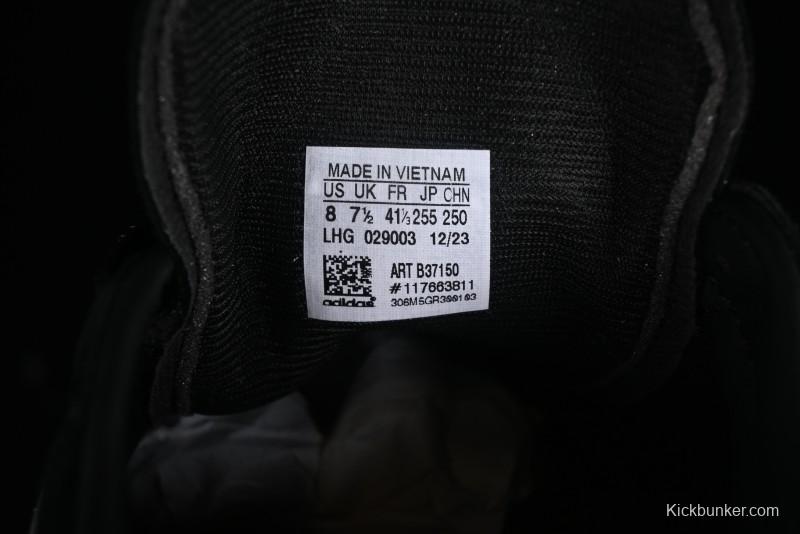 MADE IN VIETNAM
US UK FR JP CHN
8 7½ 41⅓ 255 250
LHG 029003 12/23
ART B37150
#117663811
adidas 306M5GR300103
Kickbunker.com